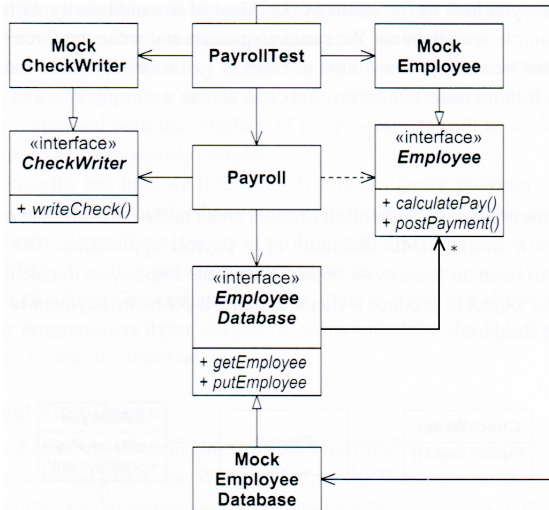 Mock
CheckWriter
PayrollTest
Mock
Employee
«interface»
CheckWriter
+ writeCheck()
Payroll
«interface»
Employee
+ calculatePay()
+ postPayment()
*
«interface»
Employee
Database
+ getEmployee
+ putEmployee
Mock
Employee
Database